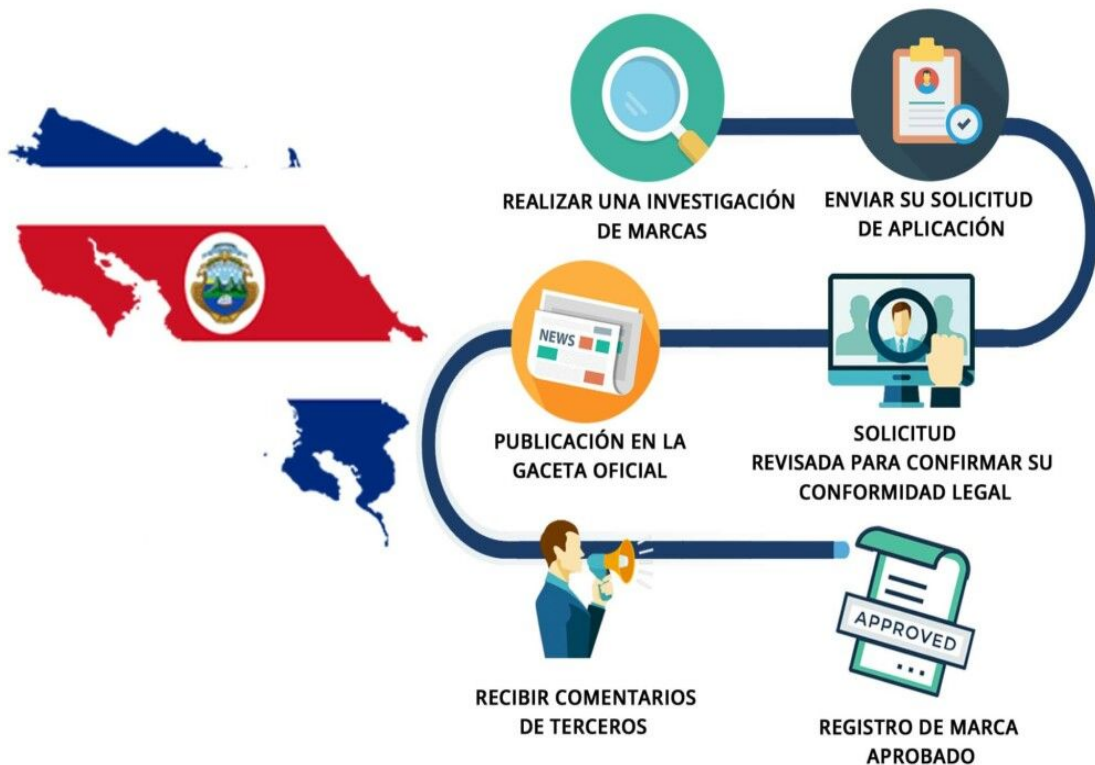 REALIZAR UNA INVESTIGACIÓN
DE MARCAS
ENVIAR SU SOLICITUD
DE APLICACIÓN
SOLICITUD
REVISADA PARA CONFIRMAR SU
CONFORMIDAD LEGAL
NEWS
PUBLICACIÓN EN LA
GACETA OFICIAL
RECIBIR COMENTARIOS
DE TERCEROS
APPROVED
REGISTRO DE MARCA
APROBADO